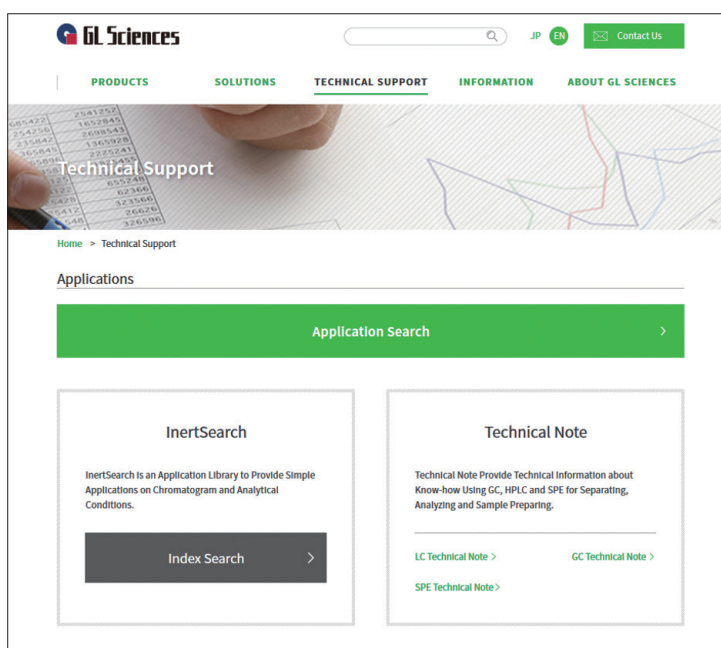 GL Sciences
JP EN Contact Us
PRODUCTS SOLUTIONS TECHNICAL SUPPORT INFORMATION ABOUT GL SCIENCES
Technical Support
Home > Technical Support
Applications
Application Search >
InertSearch
InertSearch is an Application Library to Provide Simple
Applications on Chromatogram and Analytical
Conditions.
Index Search >
Technical Note
Technical Note Provide Technical Information about
Know-how Using GC, HPLC and SPE for Separating,
Analyzing and Sample Preparing.
LC Technical Note > GC Technical Note >
SPE Technical Note >